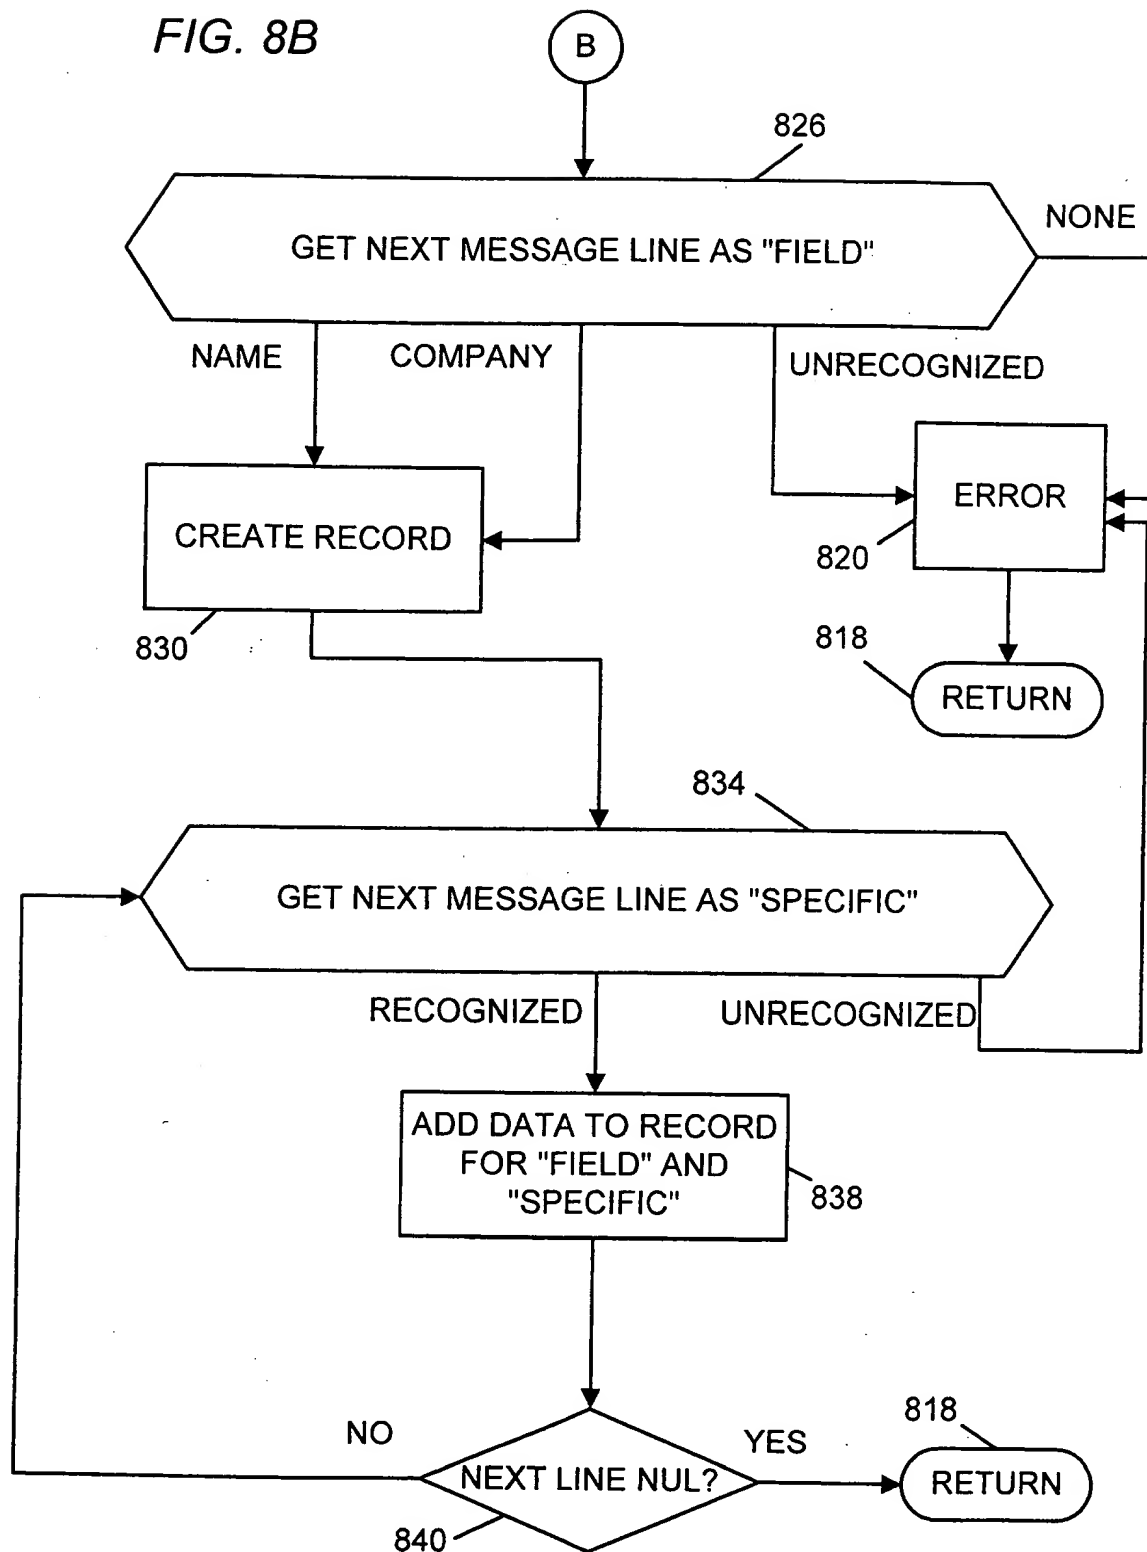 FIG. 8B
B
826
GET NEXT MESSAGE LINE AS "FIELD"
NONE
NAME
COMPANY
UNRECOGNIZED
CREATE RECORD
830
ERROR
820
818
RETURN
834
GET NEXT MESSAGE LINE AS "SPECIFIC"
RECOGNIZED
UNRECOGNIZED
ADD DATA TO RECORD
FOR "FIELD" AND
"SPECIFIC"
838
NO
NEXT LINE NUL?
840
YES
818
RETURN